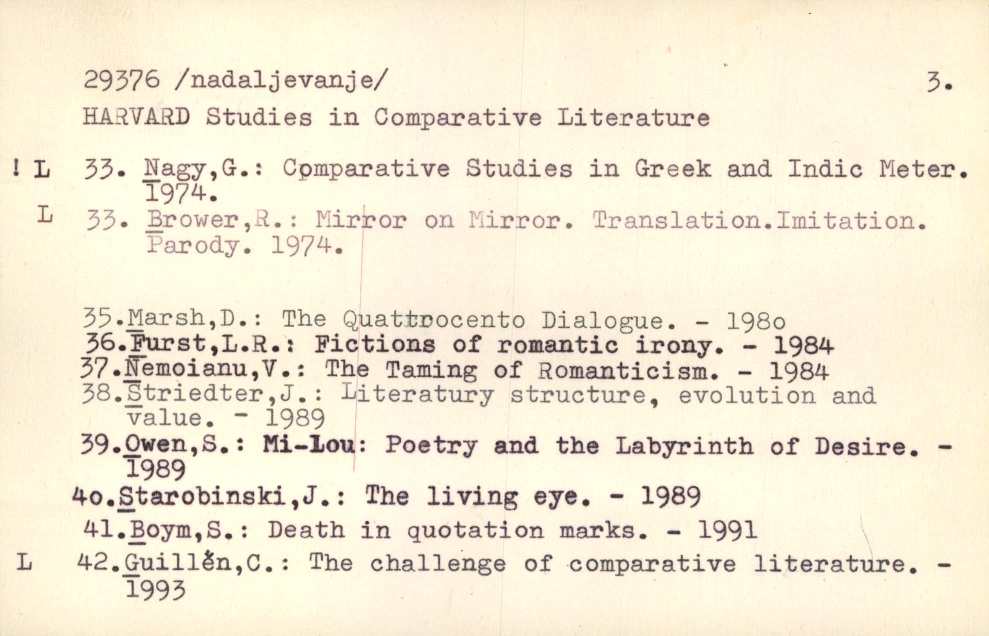 29376 /nadaljevanje/ 3.
HARVARD Studies in Comparative Literature
! L 33. Nagy,G.: Comparative Studies in Greek and Indic Meter.
1974.
L 33. Brower,R.: Mirror on Mirror. Translation.Imitation.
Parody. 1974.
35.Marsh,D.: The Quattrocento Dialogue. - 198o
36.Furst,L.R.: Fictions of romantic irony. - 1984
37.Nemoianu,V.: The Taming of Romanticism. - 1984
38.Striedter,J.: Literatury structure, evolution and
value. - 1989
39.Owen,S.: Mi-Lou: Poetry and the Labyrinth of Desire. -
1989
4o.Starobinski,J.: The living eye. - 1989
41.Boym,S.: Death in quotation marks. - 1991
L 42.Guillén,C.: The challenge of comparative literature. -
1993